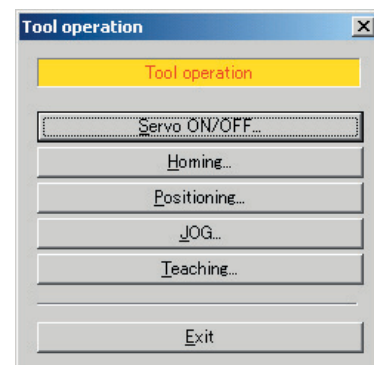 Tool operation
Tool operation
Servo ON/OFF...
Homing...
Positioning...
JOG...
Teaching...
Exit